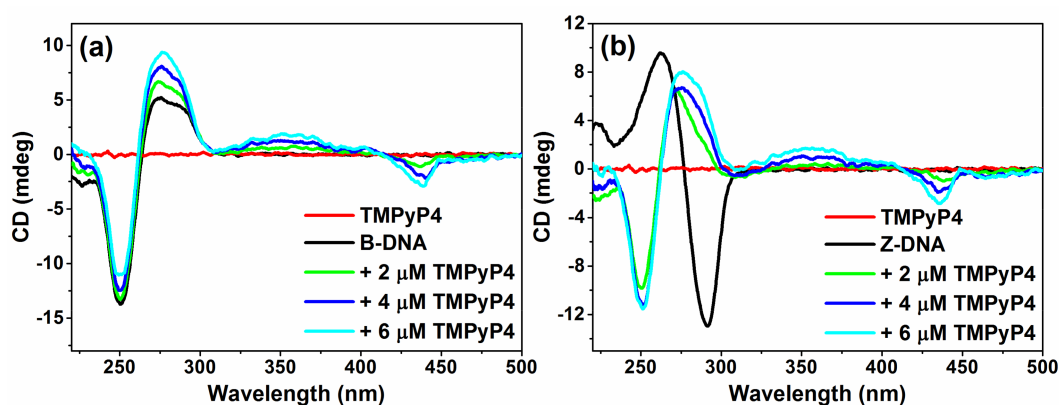 (a)
CD (mdeg)
10
5
0
-5
-10
-15
TMPyP4
B-DNA
+ 2 μM TMPyP4
+ 4 μM TMPyP4
+ 6 μM TMPyP4
250 300 350 400 450 500
Wavelength (nm)
(b)
CD (mdeg)
12
8
4
0
-4
-8
-12
TMPyP4
Z-DNA
+ 2 μM TMPyP4
+ 4 μM TMPyP4
+ 6 μM TMPyP4
250 300 350 400 450 500
Wavelength (nm)